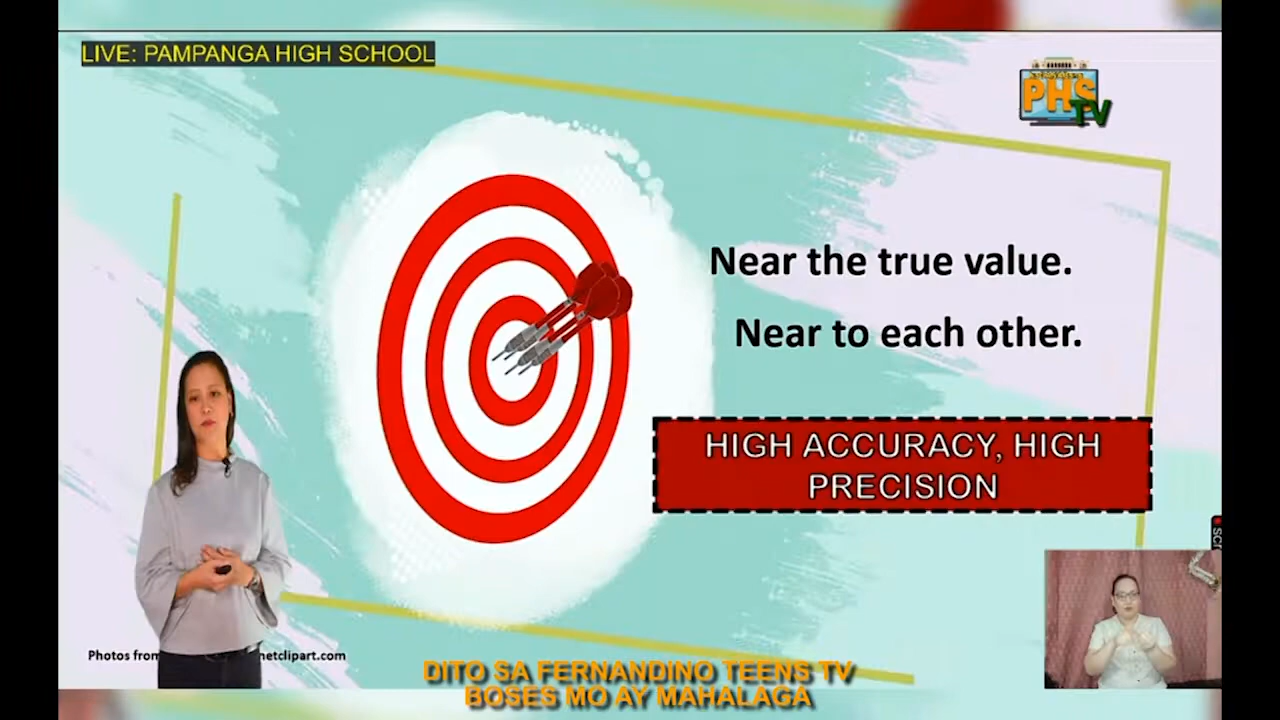 LIVE: PAMPANGA HIGH SCHOOL
PHS
TV
Near the true value.
Near to each other.
HIGH ACCURACY, HIGH
PRECISION
Photos from netclipart.com
DITO SA FERNANDINO TEENS TV
BOSES MO AY MAHALAGA